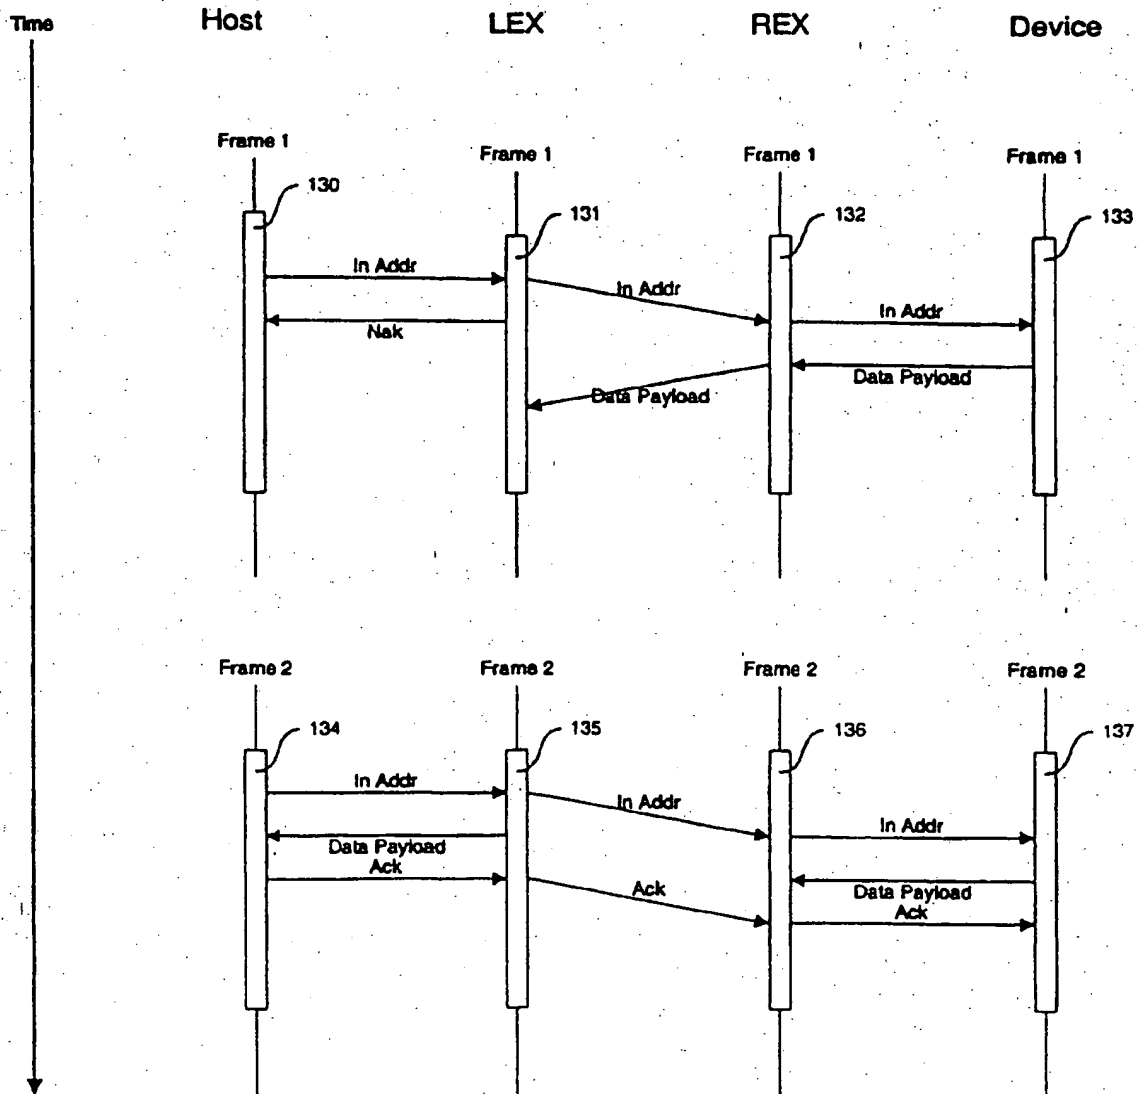 Time Host LEX REX Device
Frame 1 Frame 1 Frame 1 Frame 1
130 131 132 133
In Addr
In Addr
In Addr
Nak
Data Payload
Data Payload
Frame 2 Frame 2 Frame 2 Frame 2
134 135 136 137
In Addr
In Addr
In Addr
Data Payload
Ack
Ack
Data Payload
Ack